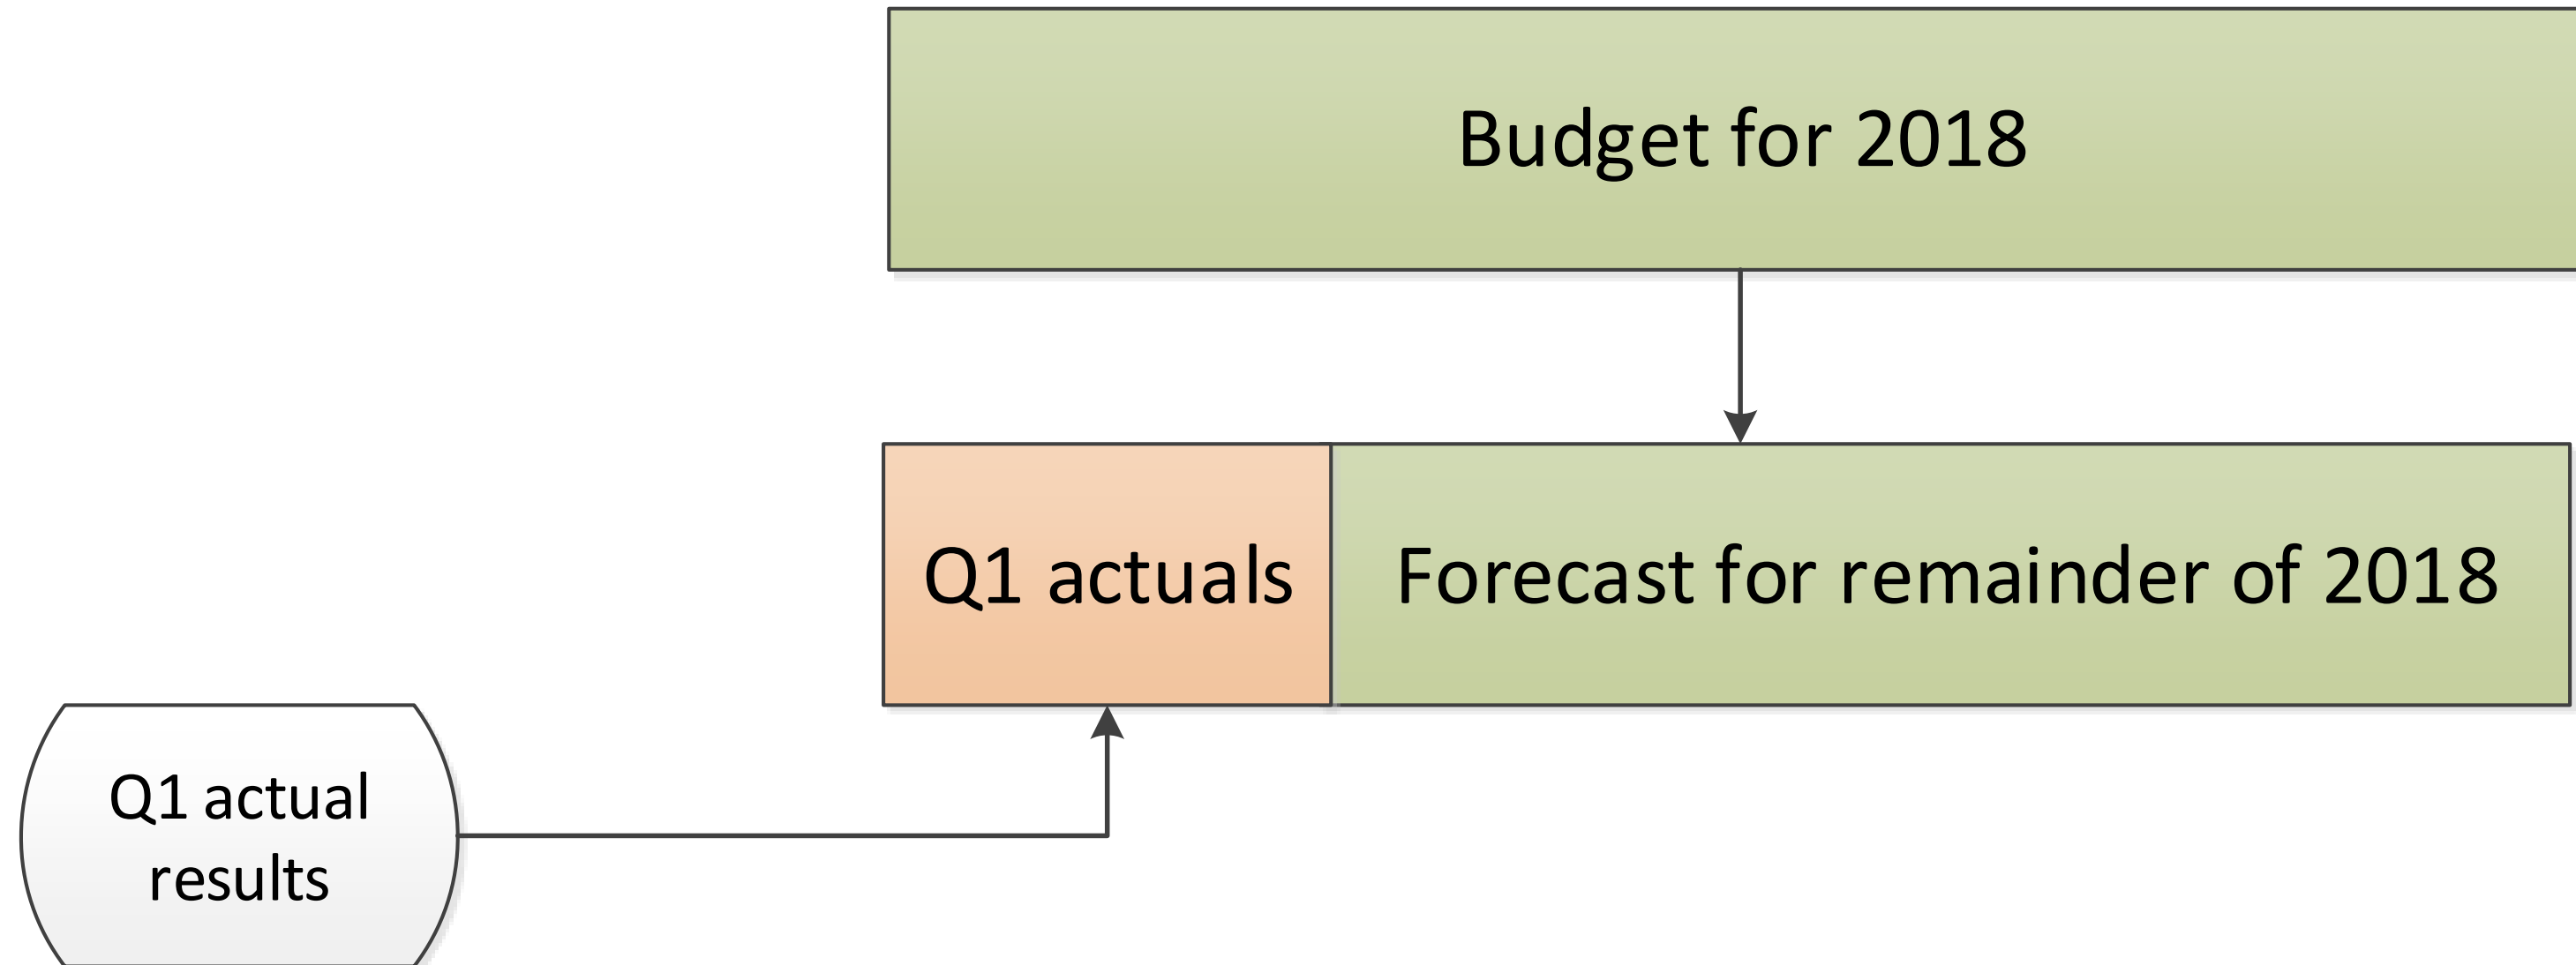 Budget for 2018
Q1 actuals
Forecast for remainder of 2018
Q1 actual
results